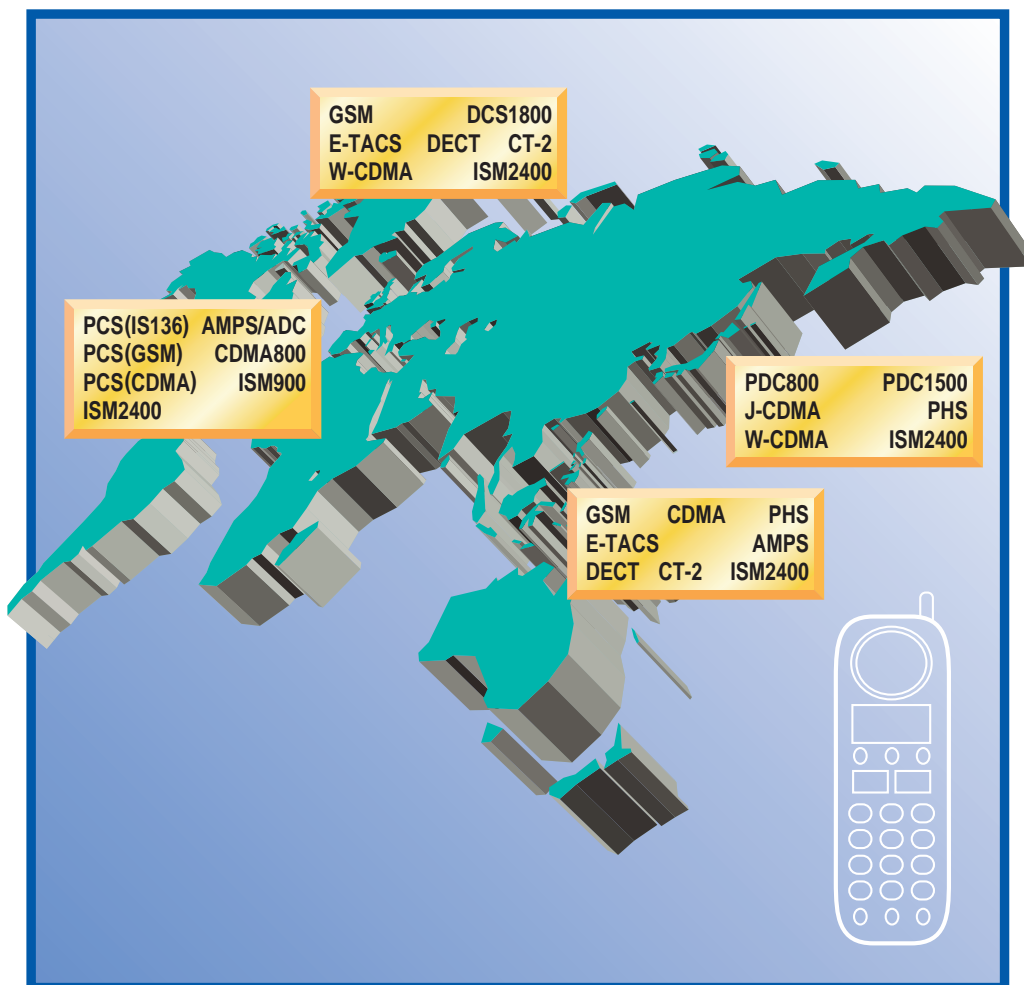 GSM DCS1800
E-TACS DECT CT-2
W-CDMA ISM2400
PCS(IS136) AMPS/ADC
PCS(GSM) CDMA800
PCS(CDMA) ISM900
ISM2400
PDC800 PDC1500
J-CDMA PHS
W-CDMA ISM2400
GSM CDMA PHS
E-TACS AMPS
DECT CT-2 ISM2400